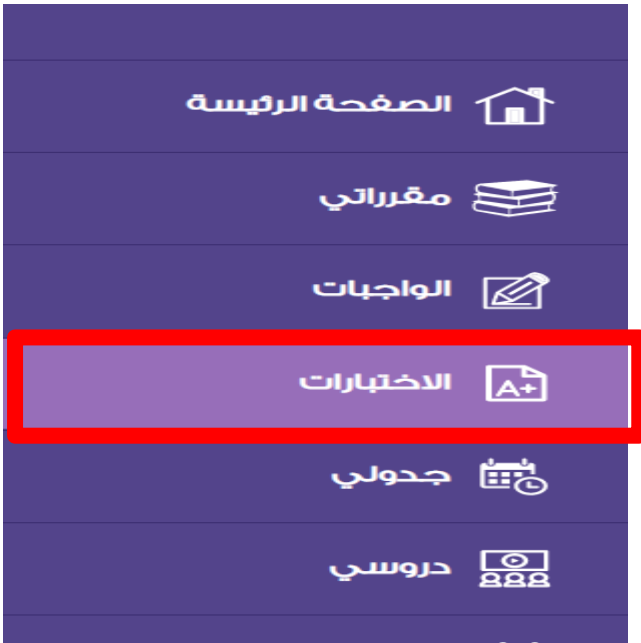 الصفحة الرئيسة
مقرراتي
الواجبات
A+ الاختبارات
جدولي
دروسي